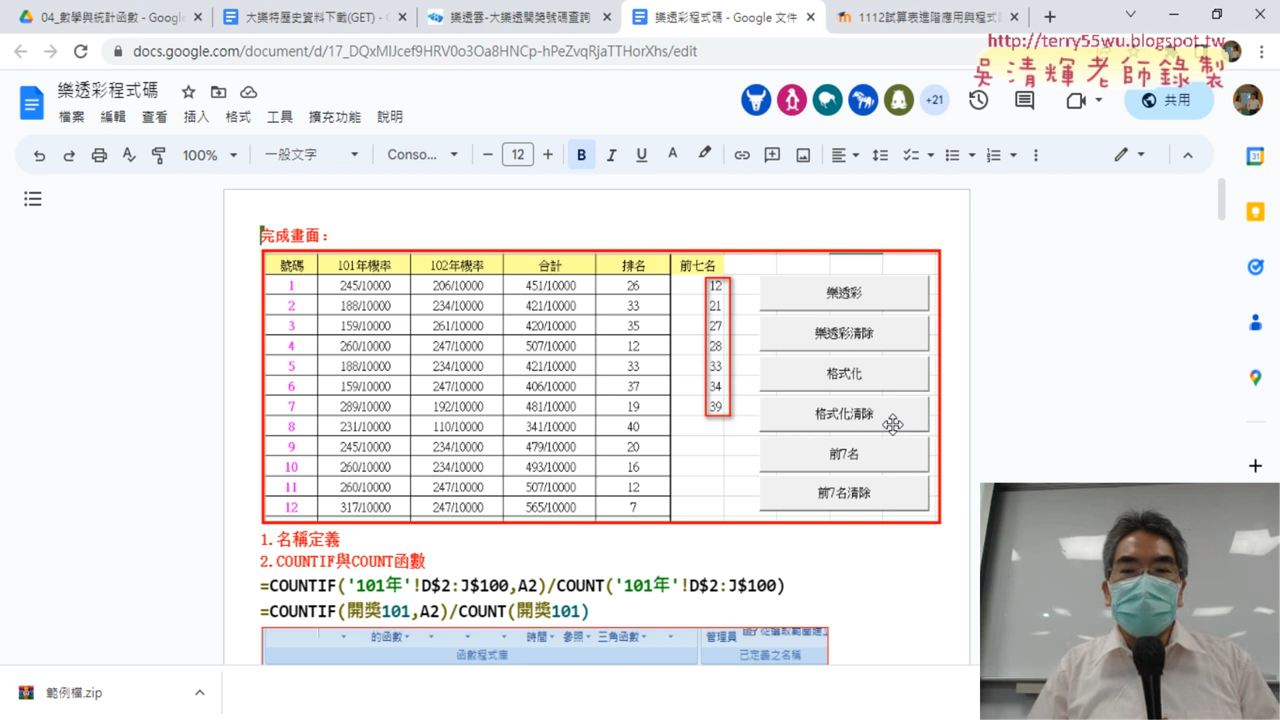 04_數學與統計函數 - Google
大樂特歷史資料下載(GET) - G
樂透雲-大樂透開獎號碼查詢
樂透彩程式碼 - Google 文件
1112試算表進階應用與程式
docs.google.com/document/d/17_DQxMIJcef9HRV0o3Oa8HNCp-hPeZvqRjaTTHorXhs/edit
http://terry55wu.blogspot.tw
吳清輝老師錄製
樂透彩程式碼
+21
共用
檔案 編輯 查看 插入 格式 工具 擴充功能 說明
100% 一般文字 Conso... 12 B I U A
完成畫面：
號碼 101年機率 102年機率 合計 排名 前七名
1 245/10000 206/10000 451/10000 26 12
2 188/10000 234/10000 421/10000 33 21
3 159/10000 261/10000 420/10000 35 27
4 260/10000 247/10000 507/10000 12 28
5 188/10000 234/10000 421/10000 33 33
6 159/10000 247/10000 406/10000 37 34
7 289/10000 192/10000 481/10000 19 39
8 231/10000 110/10000 341/10000 40
9 245/10000 234/10000 479/10000 20
10 260/10000 234/10000 493/10000 16
11 260/10000 247/10000 507/10000 12
12 317/10000 247/10000 565/10000 7
樂透彩
樂透彩清除
格式化
格式化清除
前7名
前7名清除
1.名稱定義
2.COUNTIF與COUNT函數
=COUNTIF('101年'!D$2:J$100,A2)/COUNT('101年'!D$2:J$100)
=COUNTIF(開獎101,A2)/COUNT(開獎101)
的函數 時間 參照 三角函數 管理員
函數程式庫 已定義之名稱
範例檔.zip